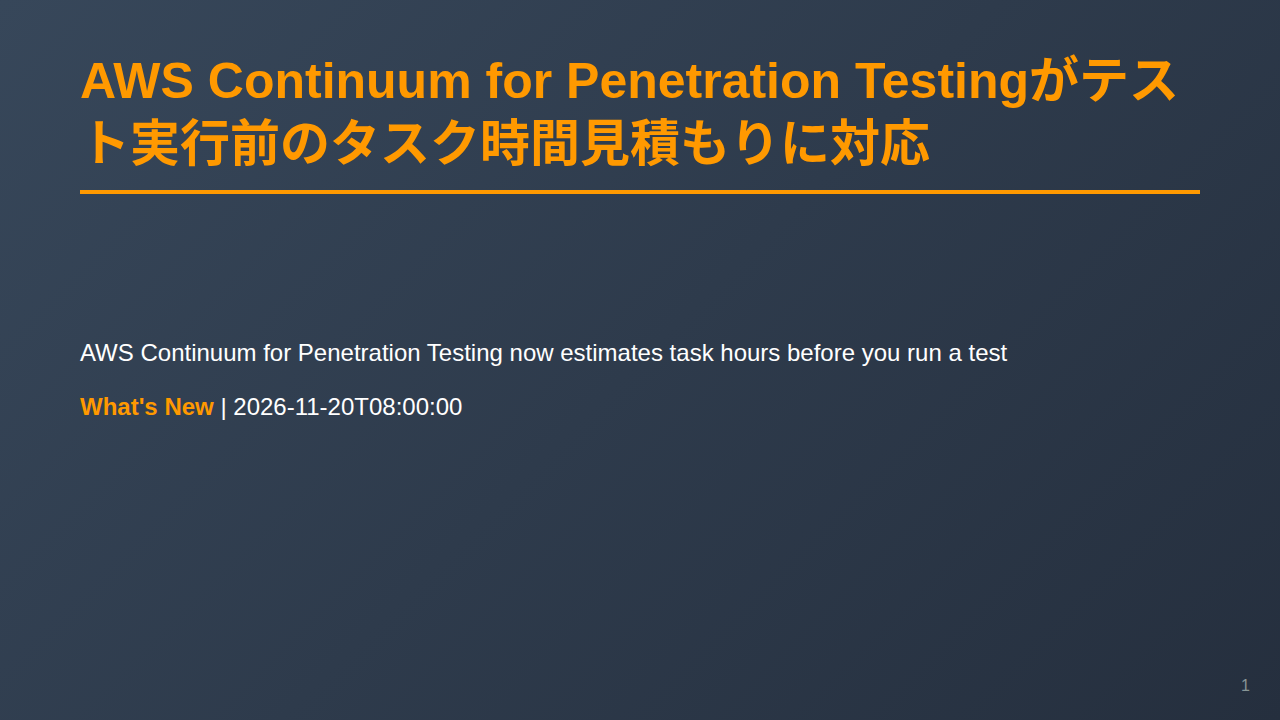 AWS Continuum for Penetration Testingがテス
ト実行前のタスク時間見積もりに対応
AWS Continuum for Penetration Testing now estimates task hours before you run a test
What's New | 2026-11-20T08:00:00
1